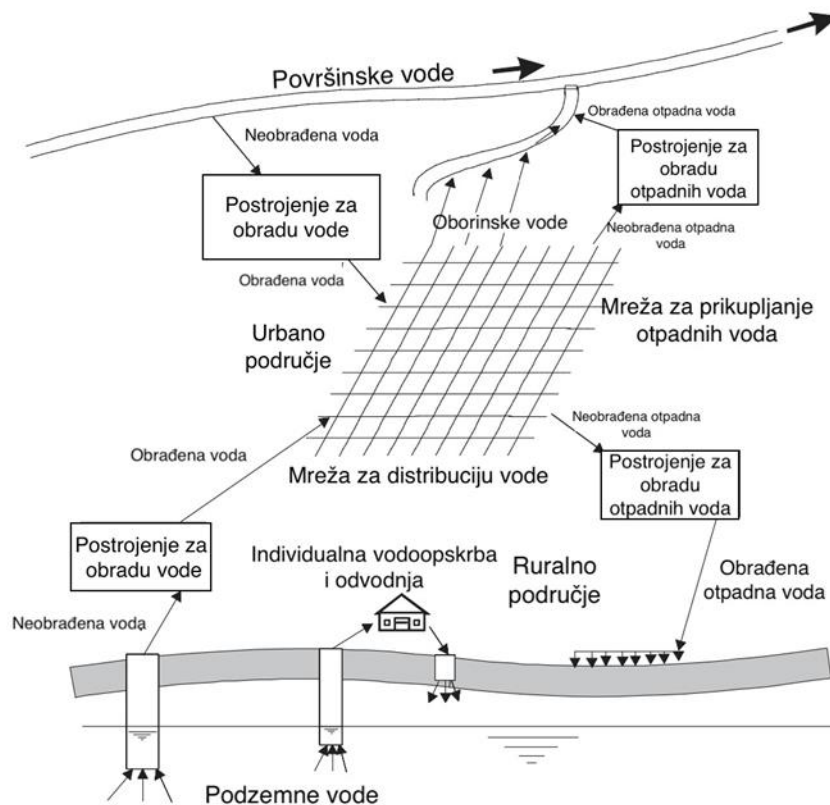 Površinske vode
Obrađena otpadna voda
Neobrađena voda
Postrojenje za
obradu
otpadnih voda
Postrojenje za
obradu vode
Oborinske vode
Neobrađena otpadna
voda
Obrađena voda
Mreža za prikupljanje
otpadnih voda
Urbano
područje
Neobrađena otpadna
voda
Obrađena voda
Mreža za distribuciju vode
Postrojenje za
obradu
otpadnih voda
Postrojenje za
obradu vode
Individualna vodoopskrba
i odvodnja
Ruralno
područje
Obrađena
otpadna voda
Neobrađena voda
Podzemne vode